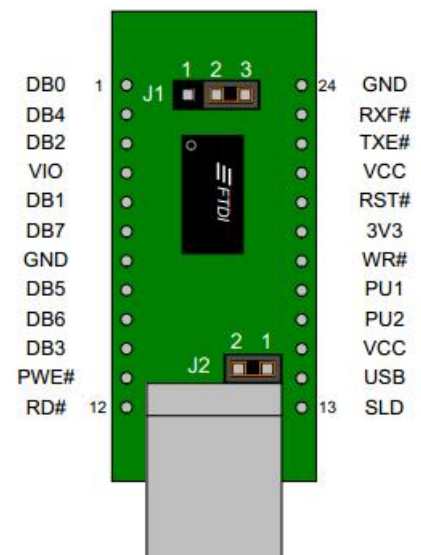 1 2 3
DB0 1 J1 24 GND
DB4 RXF#
DB2 TXE#
VIO VCC
DB1 FTDI RST#
DB7 3V3
GND WR#
DB5 PU1
DB6 PU2
DB3 2 1 VCC
PWE# J2 USB
RD# 12 13 SLD